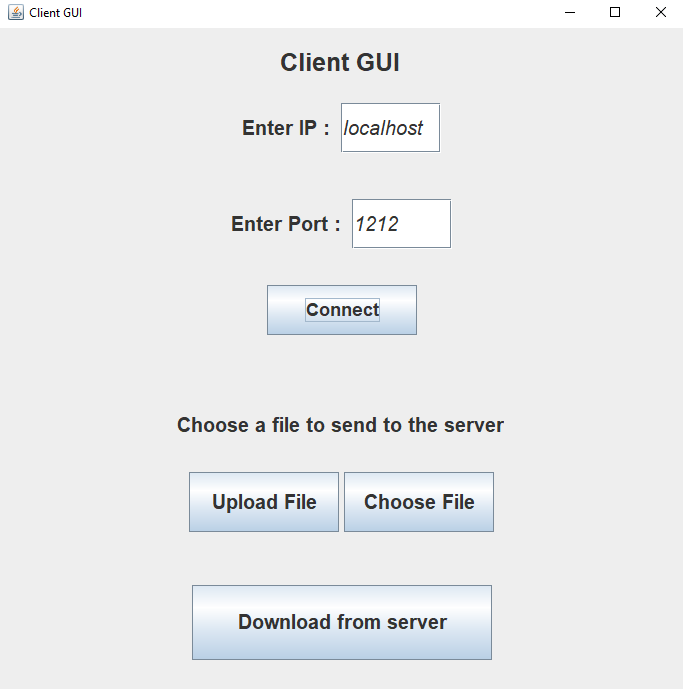 Client GUI
Client GUI
Enter IP : localhost
Enter Port : 1212
Connect
Choose a file to send to the server
Upload File Choose File
Download from server